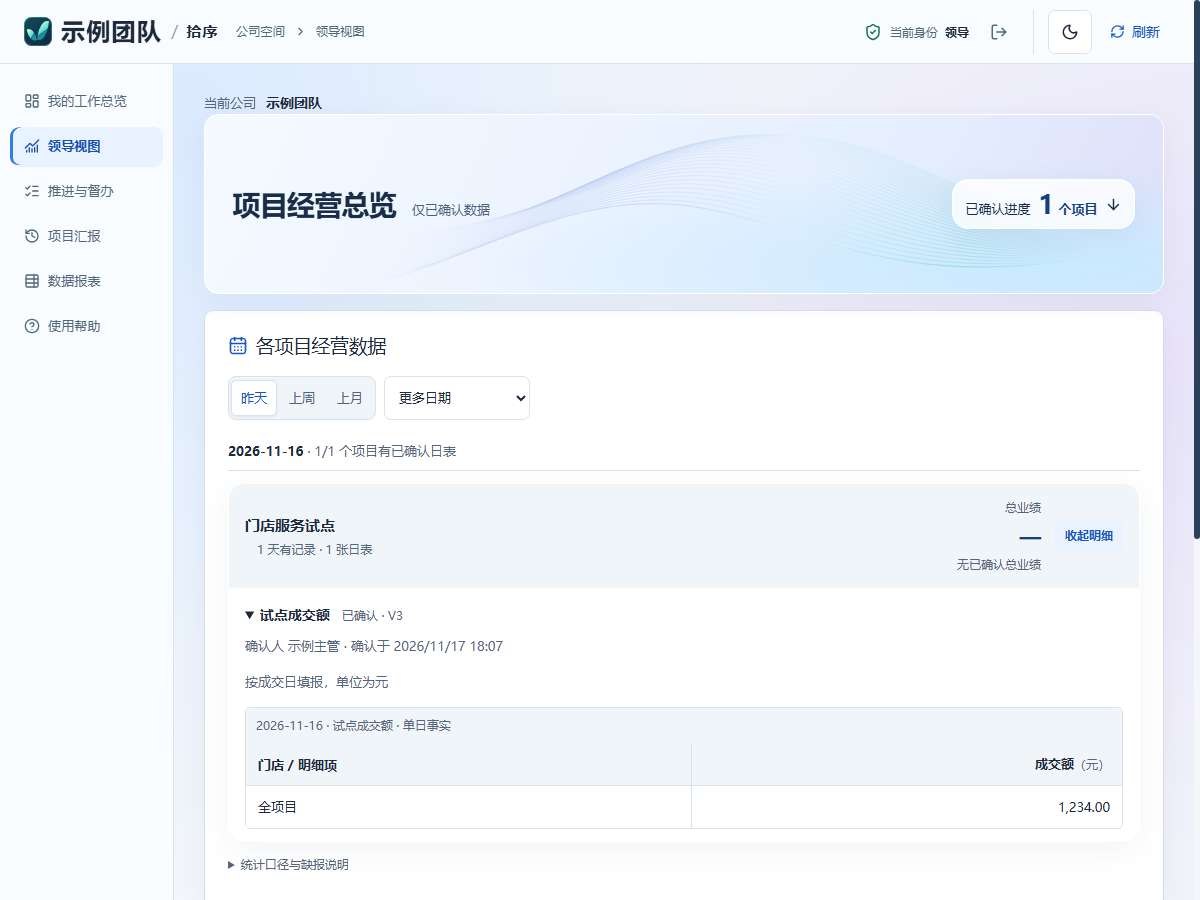 示例团队 / 拾序 公司空间 > 领导视图 当前身份 领导 刷新
我的工作总览
领导视图
推进与督办
项目汇报
数据报表
使用帮助
当前公司 示例团队
项目经营总览 仅已确认数据
已确认进度 1 个项目 ↓
各项目经营数据
昨天 上周 上月 更多日期
2026-11-16 · 1/1 个项目有已确认日表
门店服务试点
1 天有记录 · 1 张日表
总业绩
—
无已确认总业绩
收起明细
▼ 试点成交额 已确认 · V3
确认人 示例主管 · 确认于 2026/11/17 18:07
按成交日填报，单位为元
2026-11-16 · 试点成交额 · 单日事实
门店 / 明细项 成交额（元）
全项目 1,234.00
▶ 统计口径与缺报说明